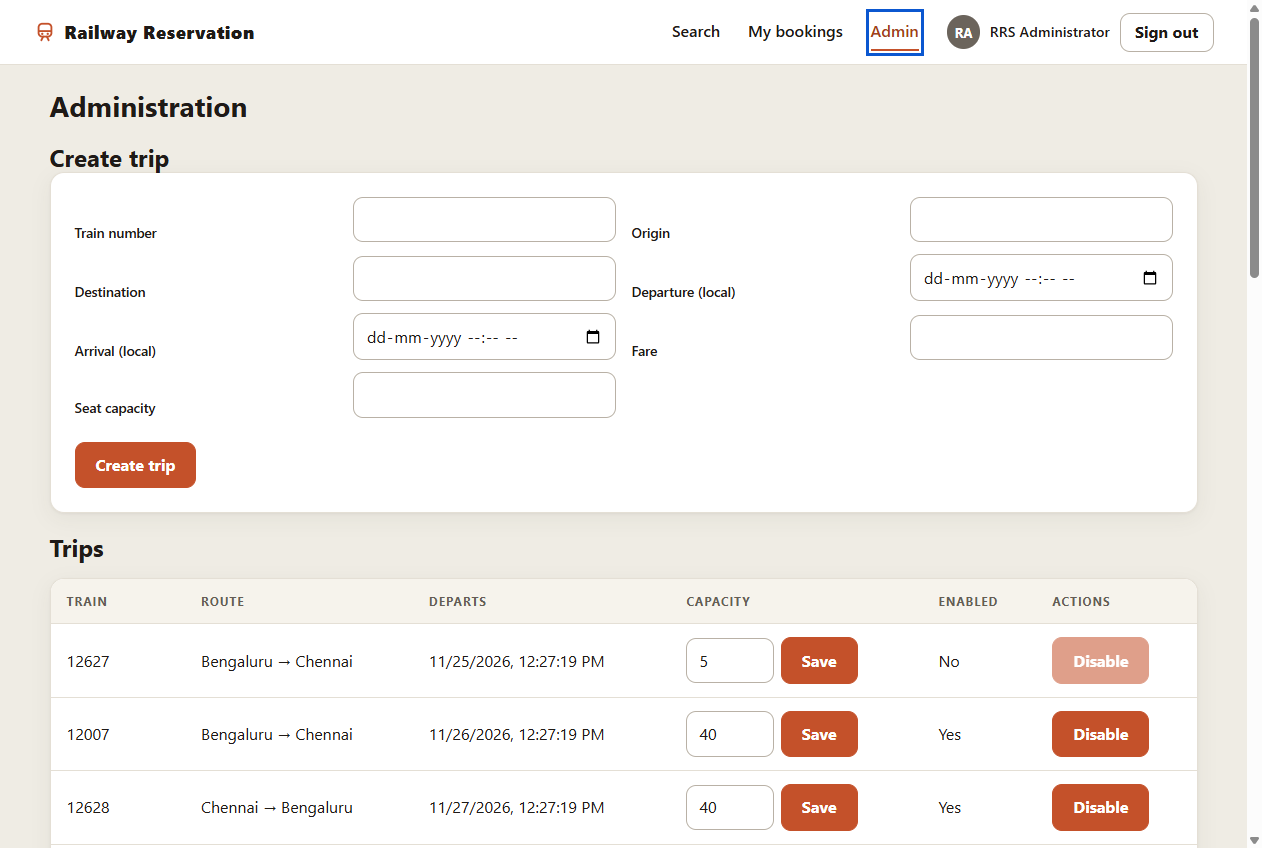 Railway Reservation
Search My bookings Admin RA RRS Administrator Sign out
Administration
Create trip
Train number Origin
Destination Departure (local) dd-mm-yyyy --:-- --
Arrival (local) dd-mm-yyyy --:-- -- Fare
Seat capacity
Create trip
Trips
TRAIN ROUTE DEPARTS CAPACITY ENABLED ACTIONS
12627 Bengaluru → Chennai 11/25/2026, 12:27:19 PM 5 Save No Disable
12007 Bengaluru → Chennai 11/26/2026, 12:27:19 PM 40 Save Yes Disable
12628 Chennai → Bengaluru 11/27/2026, 12:27:19 PM 40 Save Yes Disable